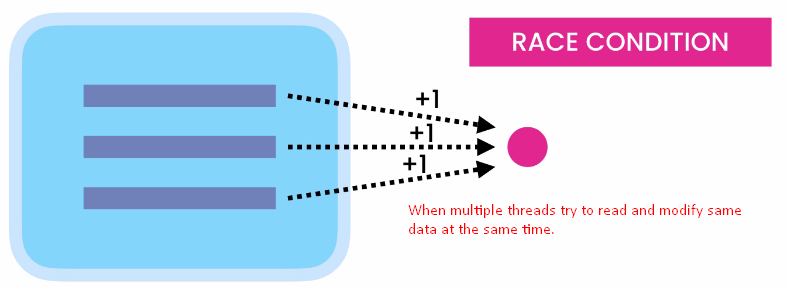 RACE CONDITION
+1
+1
+1
When multiple threads try to read and modify same
data at the same time.